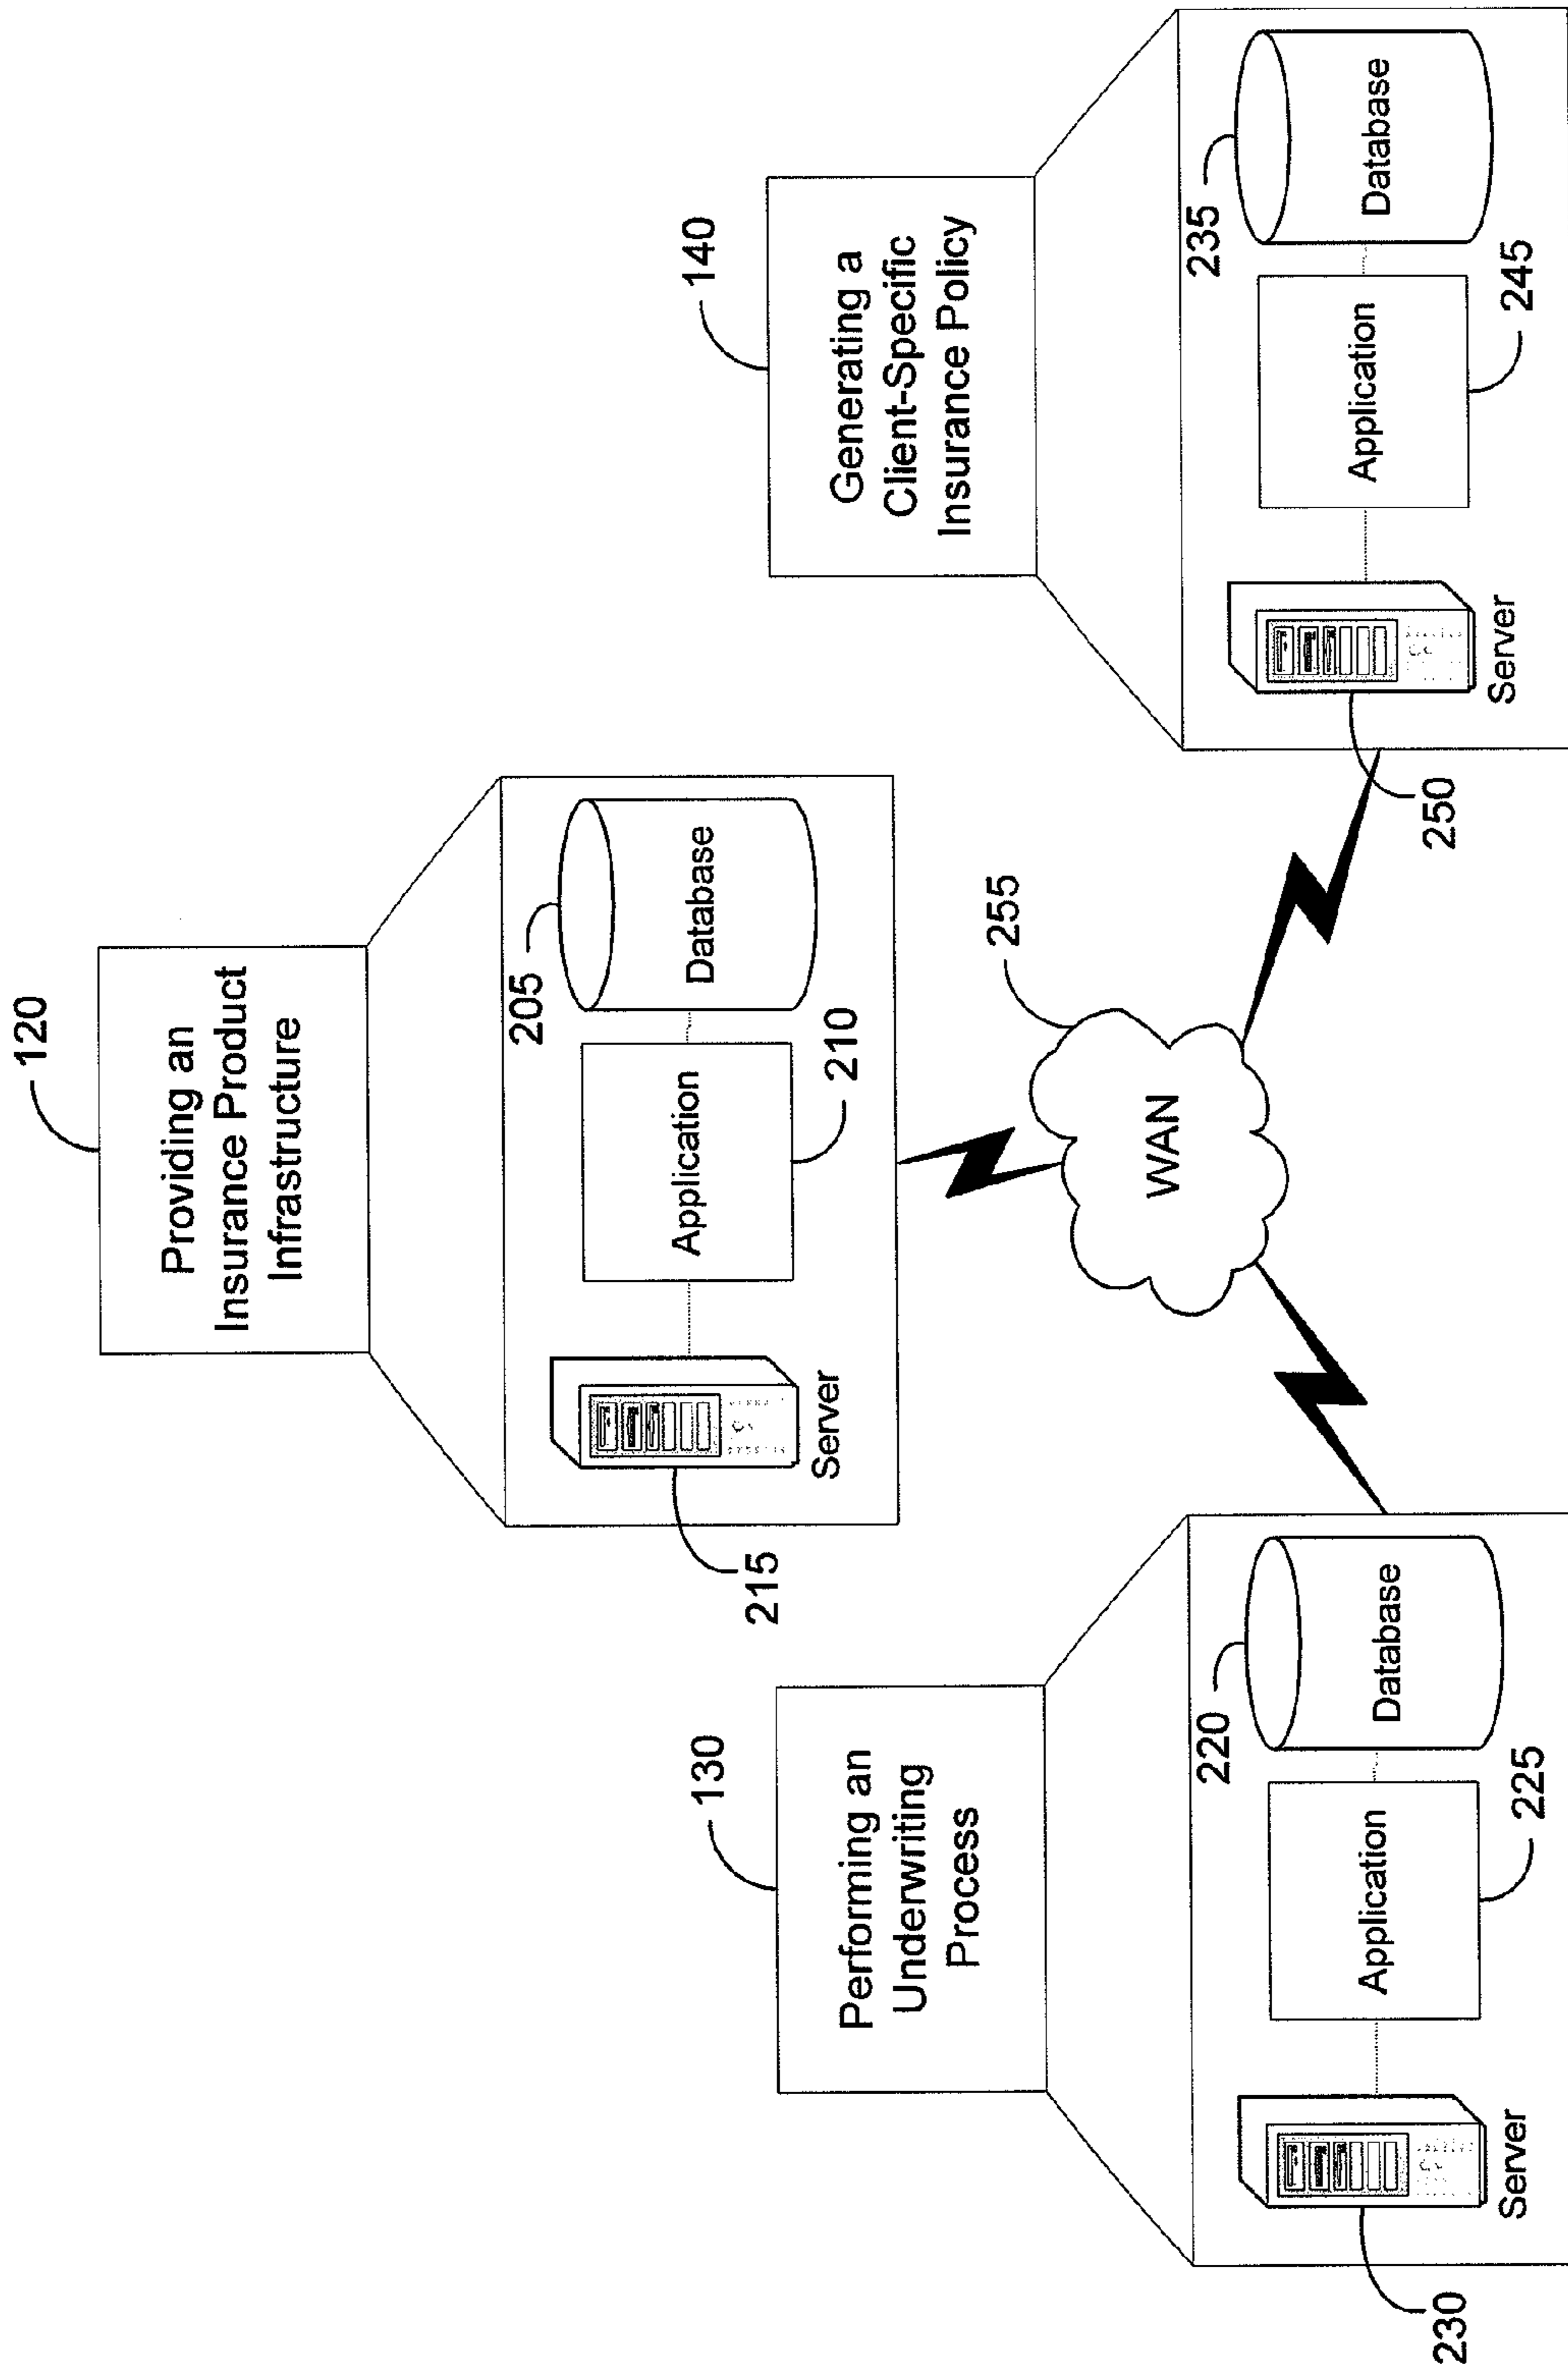 120
Providing an
Insurance Product
Infrastructure
205
Database
Application
210
Server
215
255
WAN
130
Performing an
Underwriting
Process
220
Database
Application
225
Server
230
140
Generating a
Client-Specific
Insurance Policy
235
Database
Application
245
Server
250